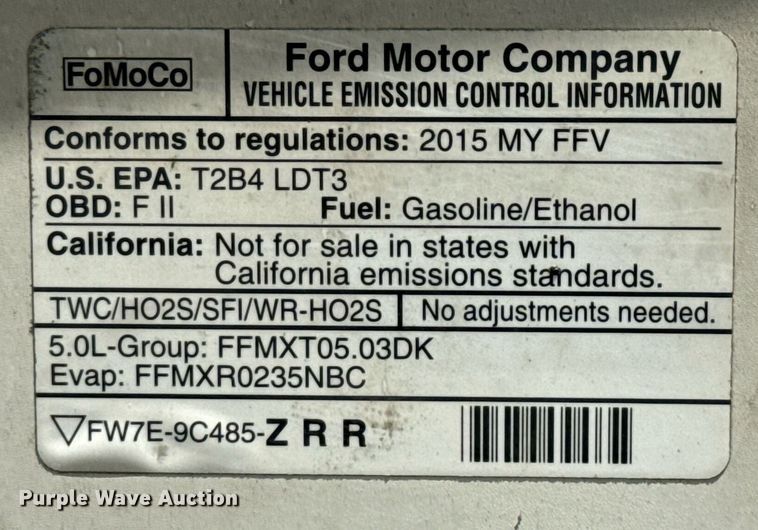 FoMoCo
Ford Motor Company
VEHICLE EMISSION CONTROL INFORMATION
Conforms to regulations: 2015 MY FFV
U.S. EPA: T2B4 LDT3
OBD: F II Fuel: Gasoline/Ethanol
California: Not for sale in states with
California emissions standards.
TWC/HO2S/SFI/WR-HO2S No adjustments needed.
5.0L-Group: FFMXT05.03DK
Evap: FFMXR0235NBC
FW7E-9C485-Z R R
Purple Wave Auction